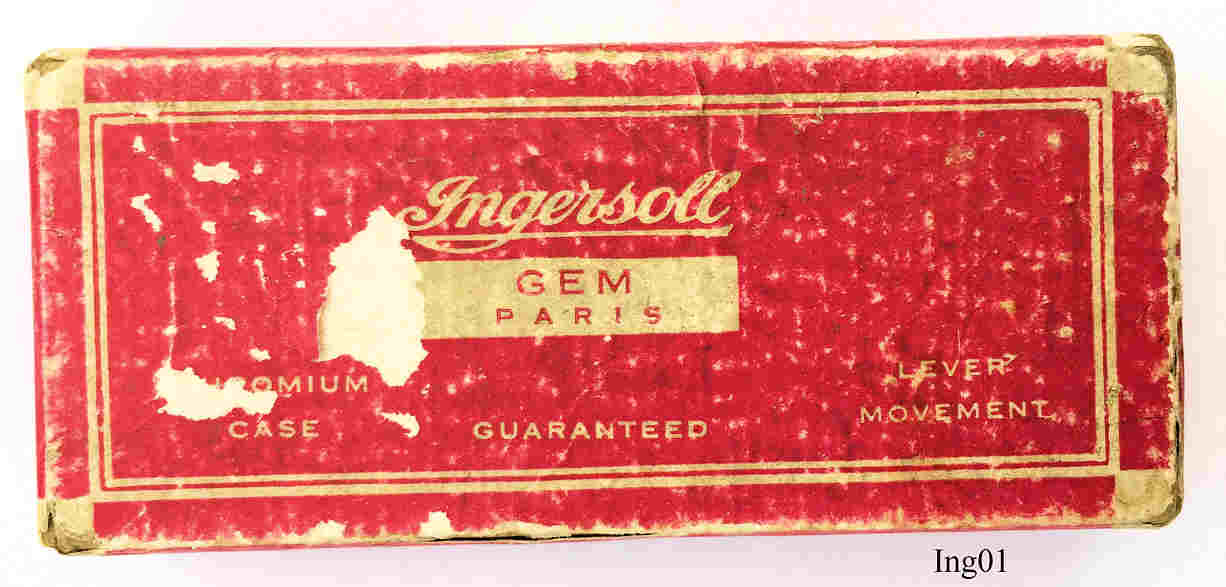 Ingersoll
GEM
PARIS
LEVER
MOVEMENT
CASE
GUARANTEED
Ing01